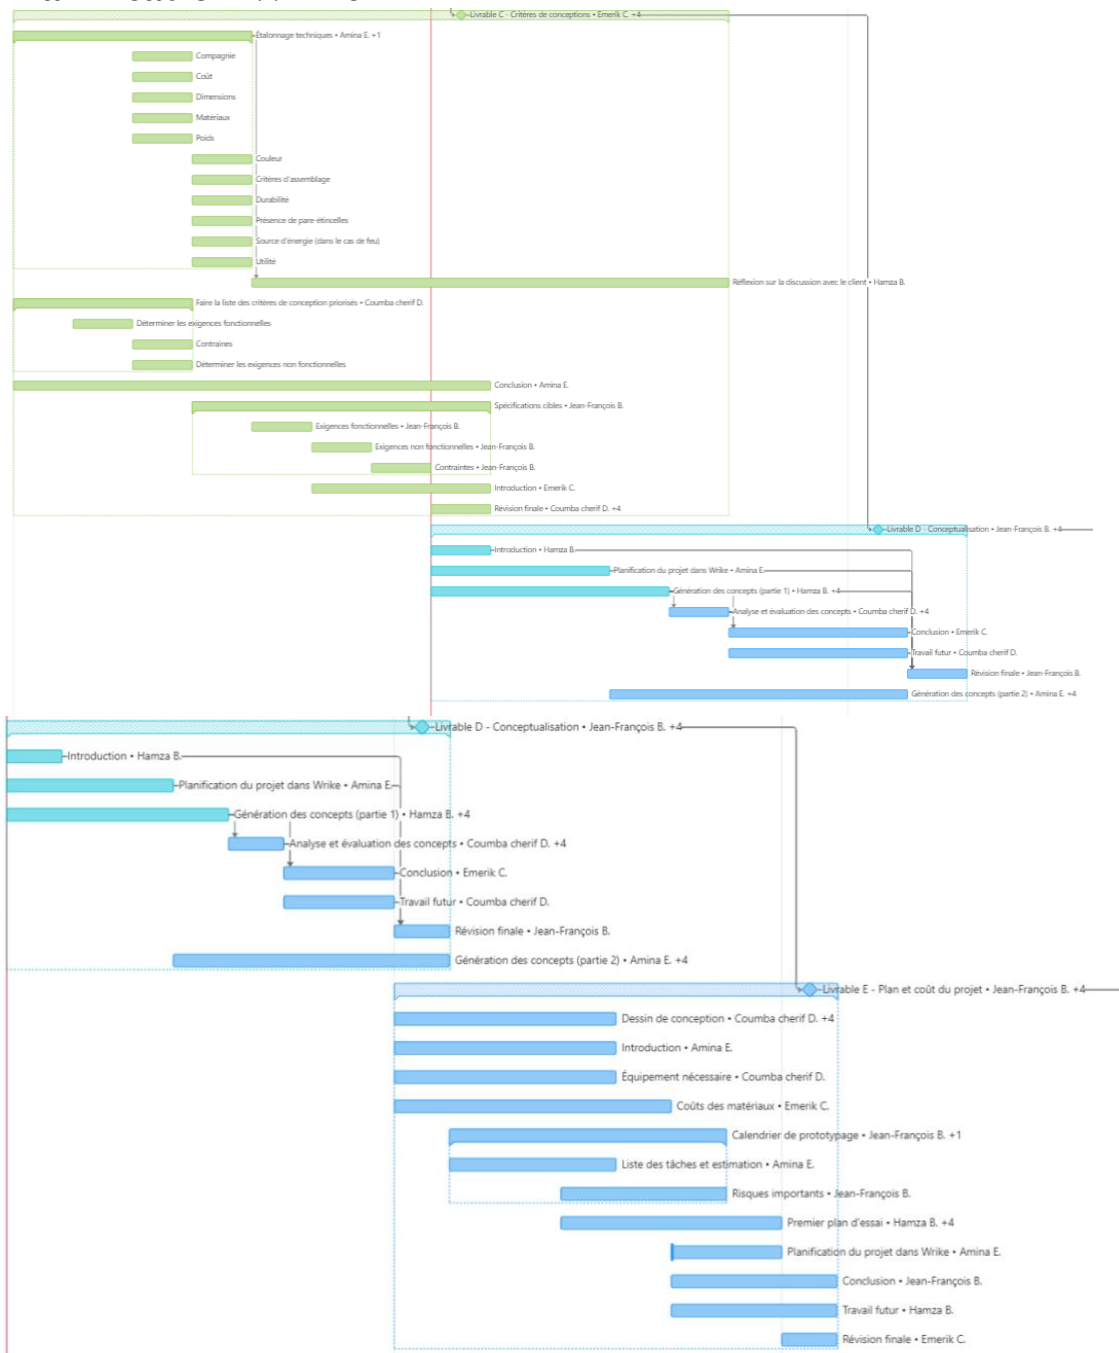 Livrable C - Critères de conceptions • Emerik C. +4
Étalonnage techniques • Amina E. +1
Compagnie
Coût
Dimensions
Matériaux
Poids
Couleur
Critères d'assemblage
Durabilité
Présence de pare-étincelles
Source d'énergie (dans le cas de feu)
Utilité
Réflexion sur la discussion avec le client • Hamza B.
Faire la liste des critères de conception priorisés • Coumba cherif D.
Déterminer les exigences fonctionnelles
Contraines
Déterminer les exigences non fonctionnelles
Conclusion • Amina E.
Spécifications cibles • Jean-François B.
Exigences fonctionnelles • Jean-François B.
Exigences non fonctionnelles • Jean-François B.
Contraintes • Jean-François B.
Introduction • Emerik C.
Révision finale • Coumba cherif D. +4
Livrable D - Conceptualisation • Jean-François B. +4
Introduction • Hamza B.
Planification du projet dans Wrike • Amina E.
Génération des concepts (partie 1) • Hamza B. +4
Analyse et évaluation des concepts • Coumba cherif D. +4
Conclusion • Emerik C.
Travail futur • Coumba cherif D.
Révision finale • Jean-François B.
Génération des concepts (partie 2) • Amina E. +4
Livrable D - Conceptualisation • Jean-François B. +4
Introduction • Hamza B.
Planification du projet dans Wrike • Amina E.
Génération des concepts (partie 1) • Hamza B. +4
Analyse et évaluation des concepts • Coumba cherif D. +4
Conclusion • Emerik C.
Travail futur • Coumba cherif D.
Révision finale • Jean-François B.
Génération des concepts (partie 2) • Amina E. +4
Livrable E - Plan et coût du projet • Jean-François B. +4
Dessin de conception • Coumba cherif D. +4
Introduction • Amina E.
Équipement nécessaire • Coumba cherif D.
Coûts des matériaux • Emerik C.
Calendrier de prototypage • Jean-François B. +1
Liste des tâches et estimation • Amina E.
Risques importants • Jean-François B.
Premier plan d'essai • Hamza B. +4
Planification du projet dans Wrike • Amina E.
Conclusion • Jean-François B.
Travail futur • Hamza B.
Révision finale • Emerik C.